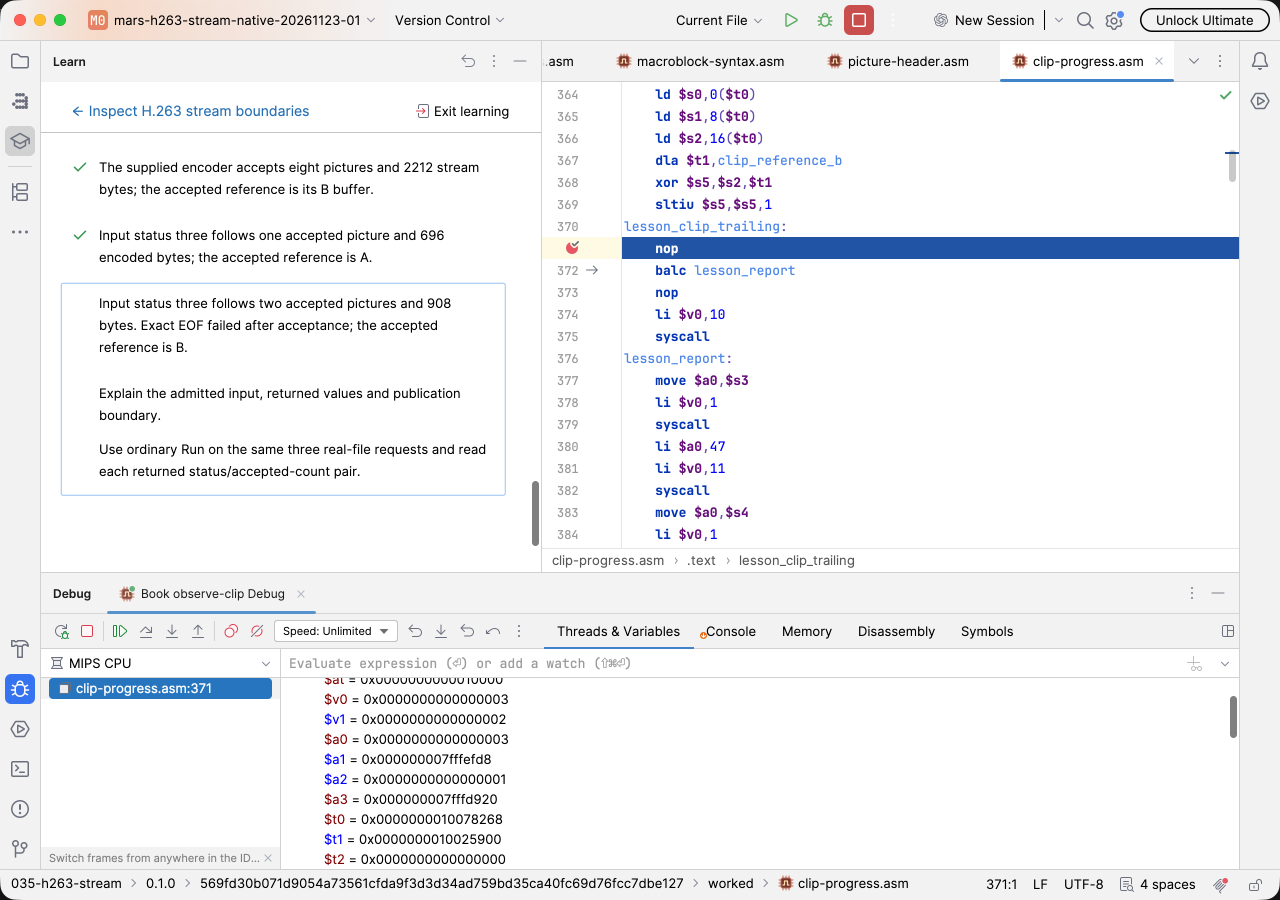 M0 mars-h263-stream-native-20261123-01 Version Control Current File New Session Unlock Ultimate
Learn
.asm macroblock-syntax.asm picture-header.asm clip-progress.asm
← Inspect H.263 stream boundaries Exit learning
The supplied encoder accepts eight pictures and 2212 stream
bytes; the accepted reference is its B buffer.
Input status three follows one accepted picture and 696
encoded bytes; the accepted reference is A.
Input status three follows two accepted pictures and 908
bytes. Exact EOF failed after acceptance; the accepted
reference is B.
Explain the admitted input, returned values and publication
boundary.
Use ordinary Run on the same three real-file requests and read
each returned status/accepted-count pair.
364 ld $s0,0($t0)
365 ld $s1,8($t0)
366 ld $s2,16($t0)
367 dla $t1,clip_reference_b
368 xor $s5,$s2,$t1
369 sltiu $s5,$s5,1
370 lesson_clip_trailing:
nop
372 balc lesson_report
373 nop
374 li $v0,10
375 syscall
376 lesson_report:
377 move $a0,$s3
378 li $v0,1
379 syscall
380 li $a0,47
381 li $v0,11
382 syscall
383 move $a0,$s4
384 li $v0,1
clip-progress.asm › .text › lesson_clip_trailing
Debug Book observe-clip Debug
Speed: Unlimited Threads & Variables Console Memory Disassembly Symbols
MIPS CPU Evaluate expression (⏎) or add a watch (⇧⌘⏎)
clip-progress.asm:371
$at = 0x0000000000010000
$v0 = 0x0000000000000003
$v1 = 0x0000000000000002
$a0 = 0x0000000000000003
$a1 = 0x000000007fffefd8
$a2 = 0x0000000000000001
$a3 = 0x000000007fffd920
$t0 = 0x0000000010078268
$t1 = 0x0000000010025900
$t2 = 0x0000000000000000
Switch frames from anywhere in the ID...
035-h263-stream › 0.1.0 › 569fd30b071d9054a73561cfda9f3d3d34ad759bd35ca40fc69d76fcc7dbe127 › worked › clip-progress.asm 371:1 LF UTF-8 4 spaces